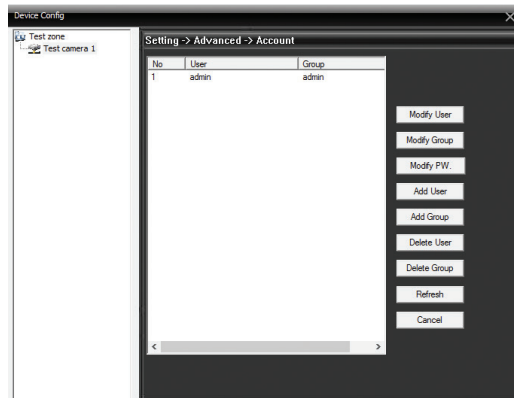 Device Config
Test zone
Test camera 1
Setting -> Advanced -> Account
No User Group
1 admin admin
Modify User
Modify Group
Modify PW.
Add User
Add Group
Delete User
Delete Group
Refresh
Cancel